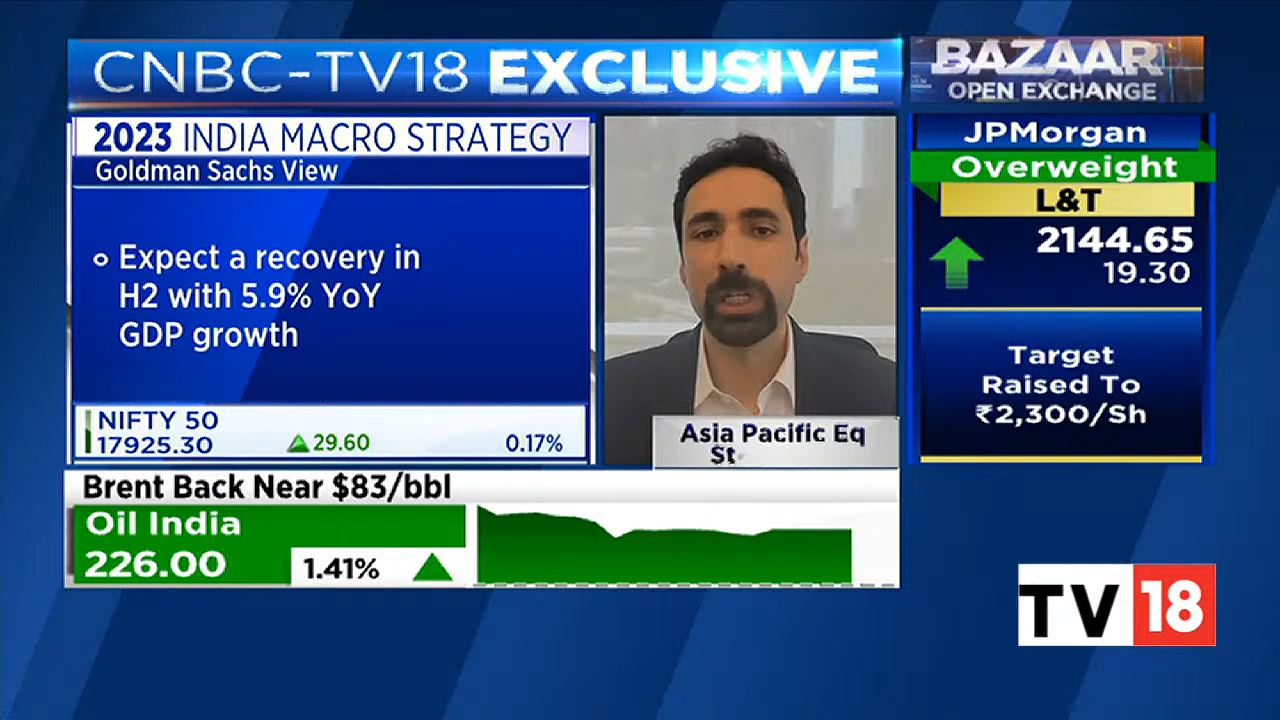 CNBC-TV18 EXCLUSIVE
BAZAAR
OPEN EXCHANGE
2023 INDIA MACRO STRATEGY
Goldman Sachs View
Expect a recovery in
H2 with 5.9% YoY
GDP growth
NIFTY 50
17925.30 29.60 0.17%
Asia Pacific Eq
St
JPMorgan
Overweight
L&T
2144.65
19.30
Target
Raised To
₹2,300/Sh
Brent Back Near $83/bbl
Oil India
226.00 1.41%
TV18